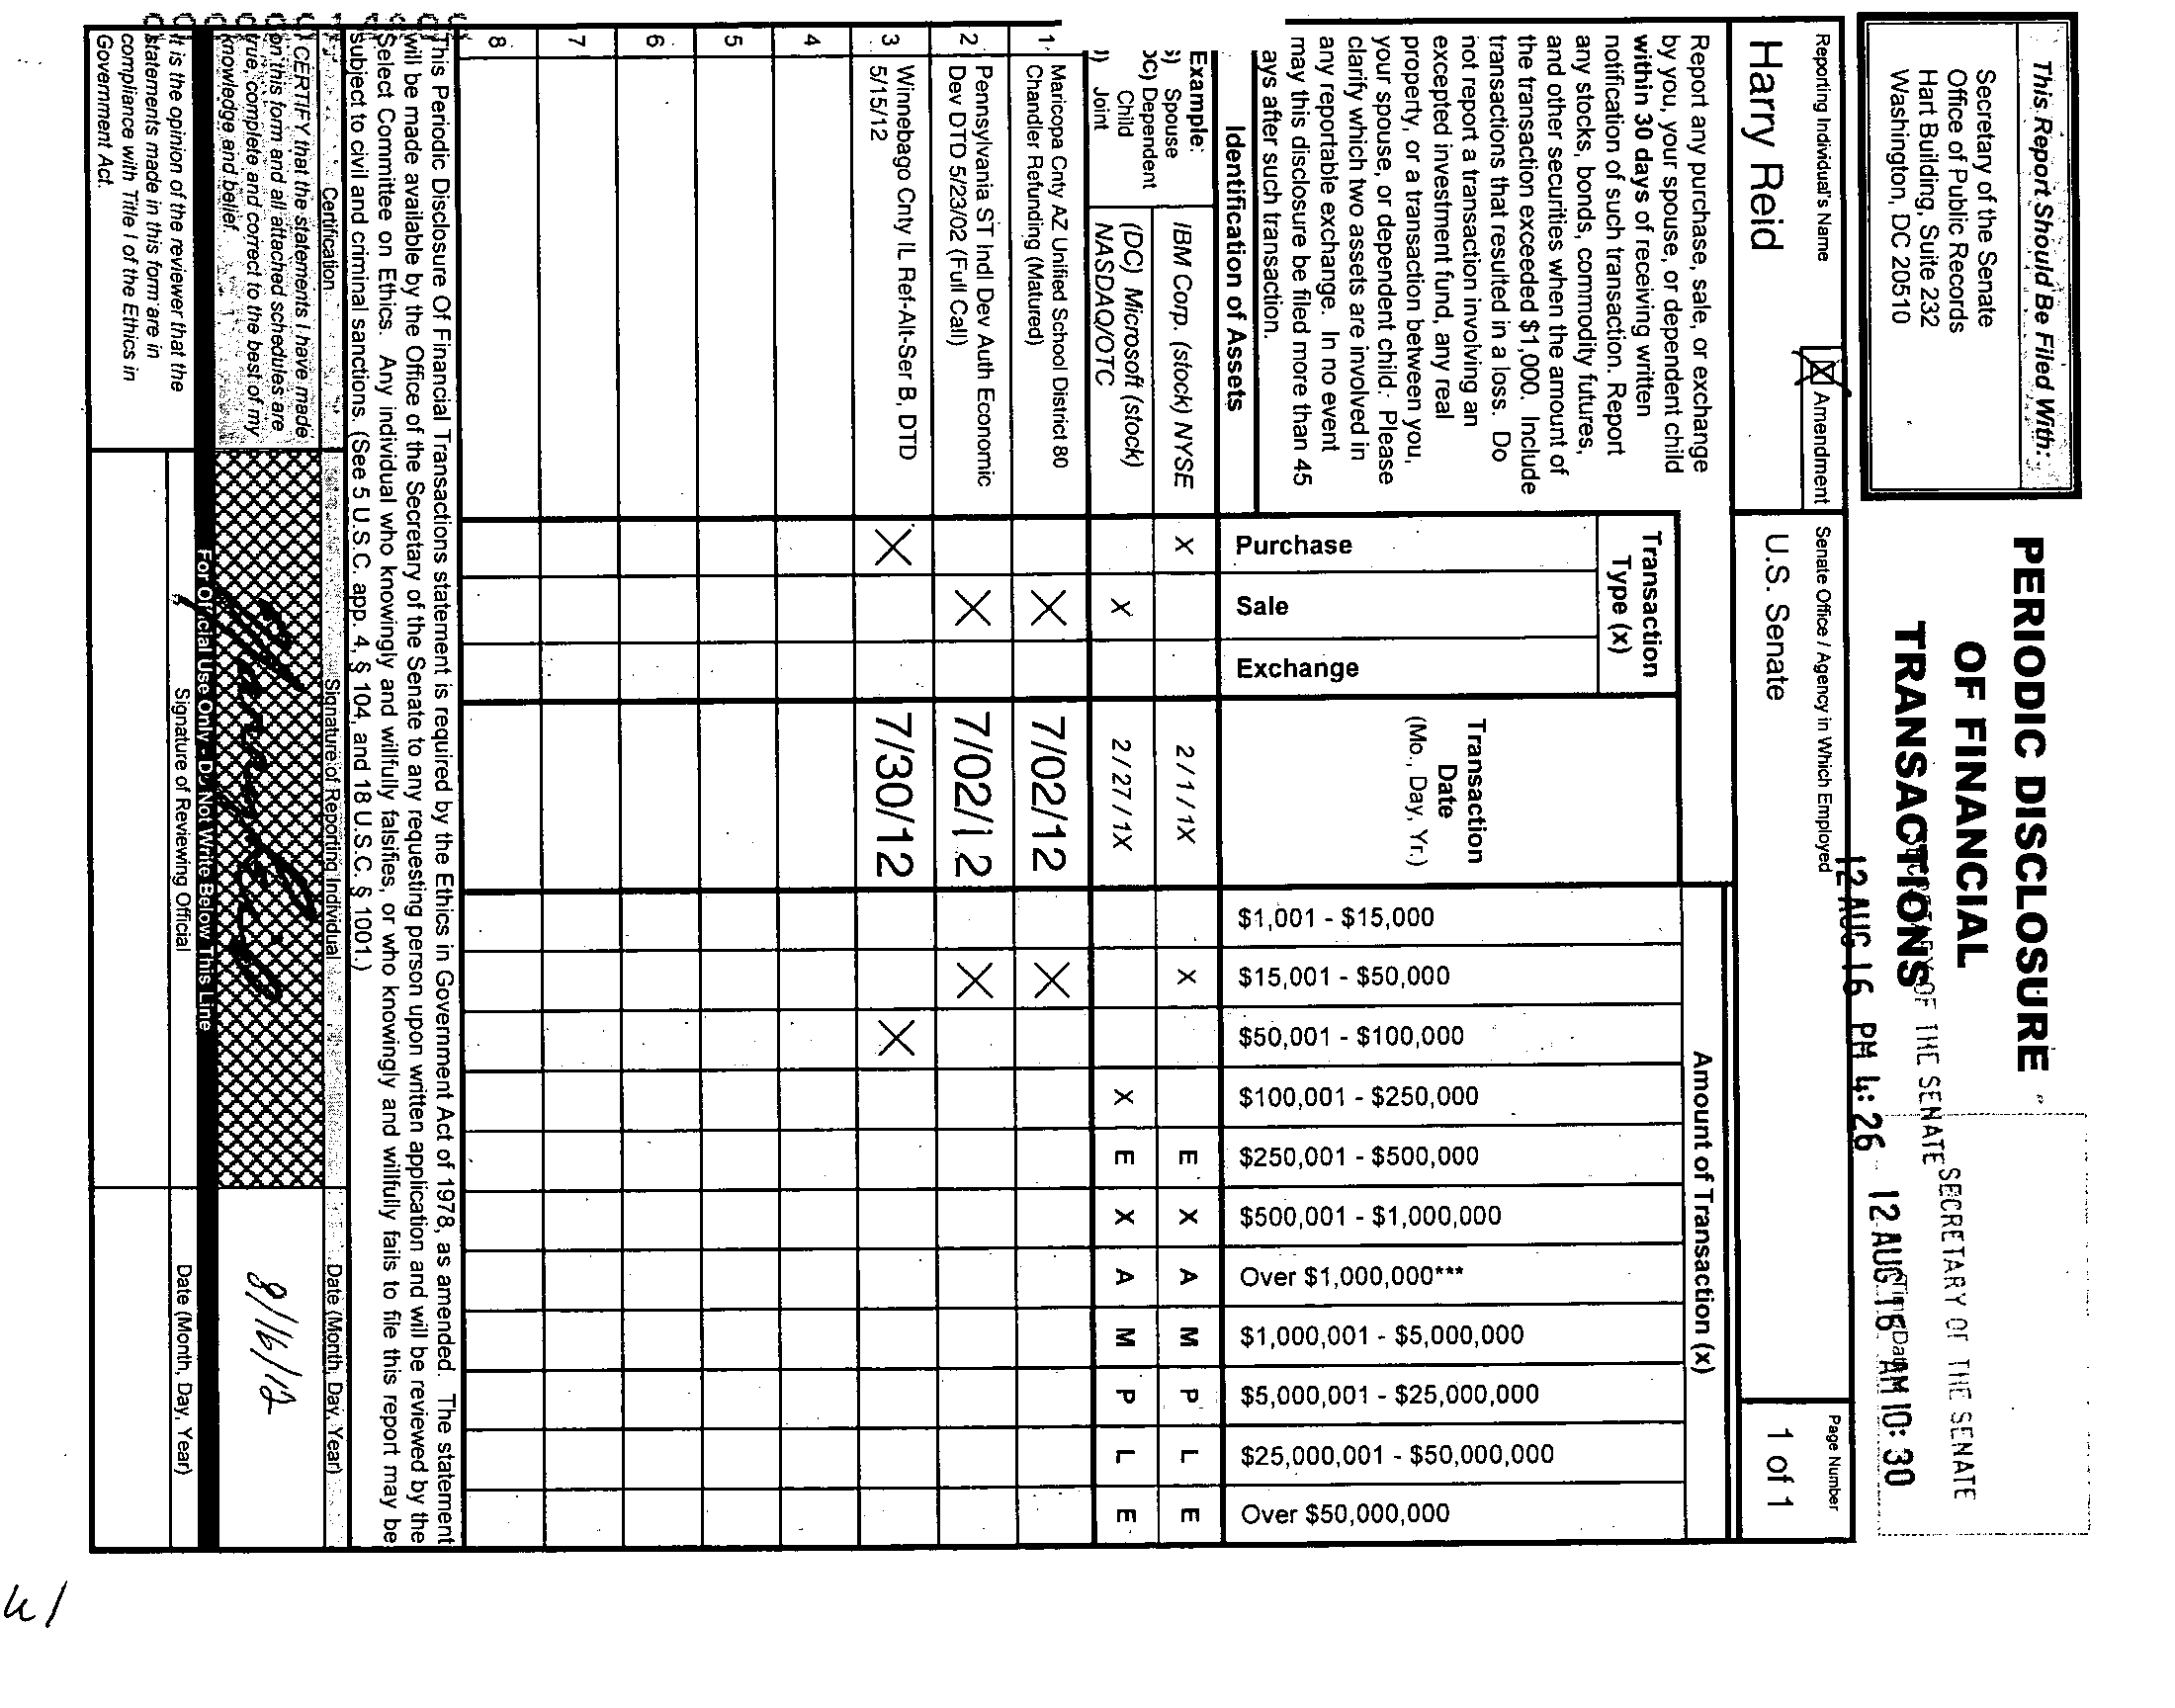 This Report Should Be Filed With:
Secretary of the Senate
Office of Public Records
Hart Building, Suite 232
Washington, DC 20510
PERIODIC DISCLOSURE
OF FINANCIAL
TRANSACTIONS
SECRETARY OF THE SENATE
12 AUG 16 PM 4: 26
SECRETARY OF THE SENATE
12 AUG 16 AM 10: 30
Reporting Individual's Name
Amendment
Harry Reid
Senate Office / Agency in Which Employed
U.S. Senate
Page Number
1 of 1
Report any purchase, sale, or exchange
by you, your spouse, or dependent child
within 30 days of receiving written
notification of such transaction. Report
any stocks, bonds, commodity futures,
and other securities when the amount of
the transaction exceeded $1,000. Include
transactions that resulted in a loss. Do
not report a transaction involving an
excepted investment fund, any real
property, or a transaction between you,
your spouse, or dependent child. Please
clarify which two assets are involved in
any reportable exchange. In no event
may this disclosure be filed more than 45
ays after such transaction.
Identification of Assets
Transaction
Type (x)
Purchase
Sale
Exchange
Transaction
Date
(Mo., Day, Yr.)
Amount of Transaction (x)
$1,001 - $15,000
$15,001 - $50,000
$50,001 - $100,000
$100,001 - $250,000
$250,001 - $500,000
$500,001 - $1,000,000
Over $1,000,000***
$1,000,001 - $5,000,000
$5,000,001 - $25,000,000
$25,000,001 - $50,000,000
Over $50,000,000
Example:
S) Spouse
DC) Dependent
Child
J) Joint
IBM Corp. (stock) NYSE X 2 / 1 / 1X X E X A M P L E
(DC) Microsoft (stock)
NASDAQ/OTC X 2 / 27 / 1X X E X A M P L E
1. Maricopa Cnty AZ Unified School District 80
Chandler Refunding (Matured) X 7/02/12 X
2. Pennsylvania ST Indl Dev Auth Economic
Dev DTD 5/23/02 (Full Call) X 7/02/12 X
3. Winnebago Cnty IL Ref-Alt-Ser B, DTD
5/15/12 X 7/30/12 X
4
5
6
7
8
This Periodic Disclosure Of Financial Transactions statement is required by the Ethics in Government Act of 1978, as amended. The statement
will be made available by the Office of the Secretary of the Senate to any requesting person upon written application and will be reviewed by the
Select Committee on Ethics. Any individual who knowingly and willfully falsifies, or who knowingly and willfully fails to file this report may be
subject to civil and criminal sanctions. (See 5 U.S.C. app. 4, § 104, and 18 U.S.C. § 1001.)
Certification
Signature of Reporting Individual
Date (Month, Day, Year)
I CERTIFY that the statements I have made
on this form and all attached schedules are
true, complete and correct to the best of my
knowledge and belief.
8/16/12
For Official Use Only - Do Not Write Below This Line
It is the opinion of the reviewer that the
statements made in this form are in
compliance with Title I of the Ethics in
Government Act.
Signature of Reviewing Official
Date (Month, Day, Year)